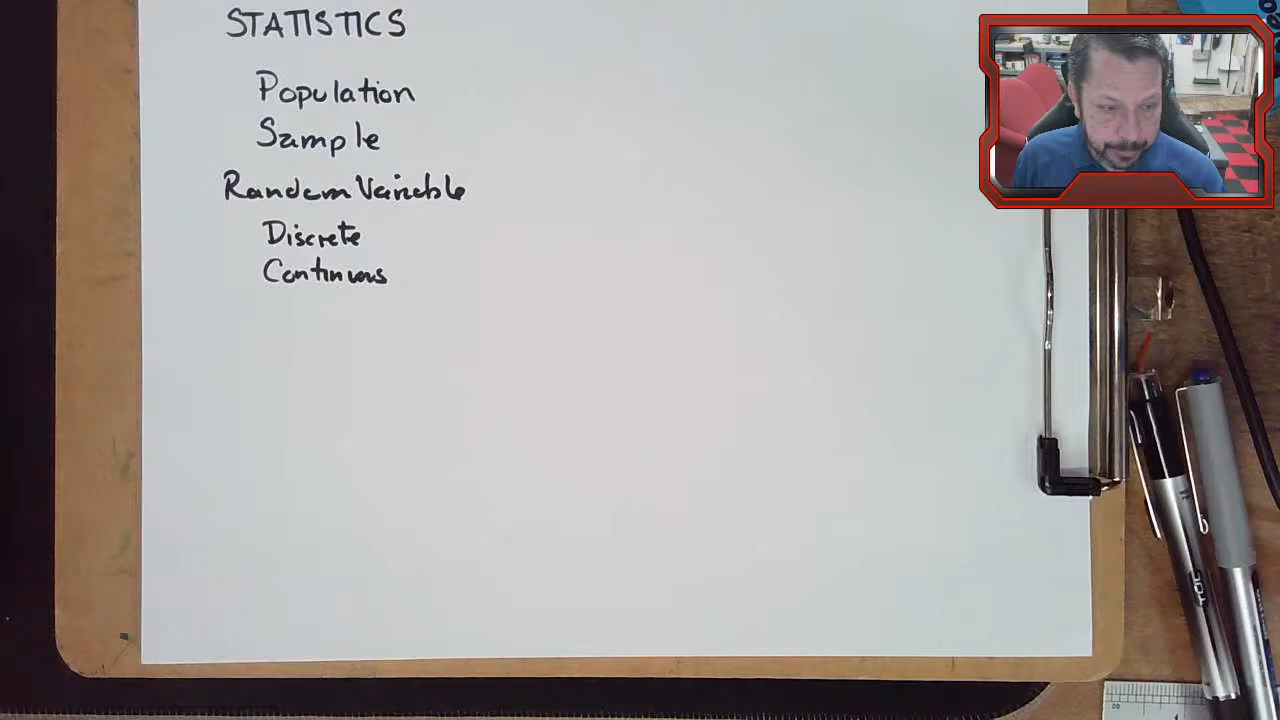 STATISTICS
Population
Sample
Random Variable
Discrete
Continuous